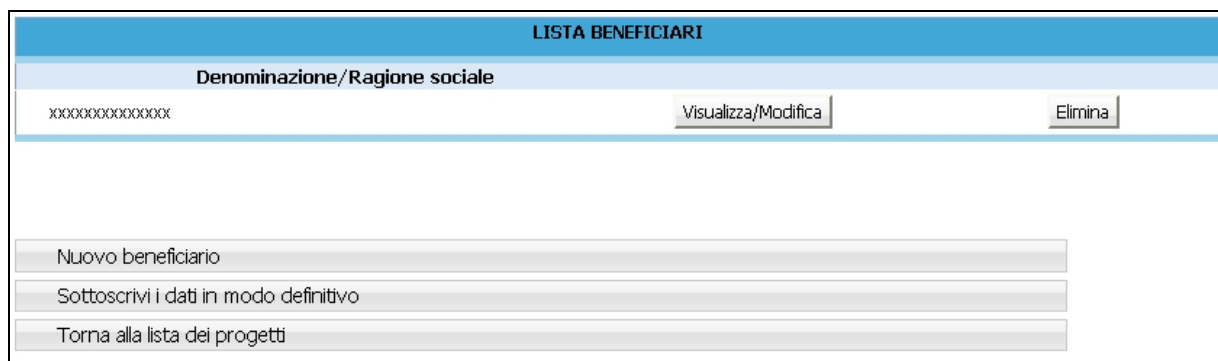 LISTA BENEFICIARI
Denominazione/Ragione sociale
xxxxxxxxxxxxxx Visualizza/Modifica Elimina
Nuovo beneficiario
Sottoscrivi i dati in modo definitivo
Torna alla lista dei progetti